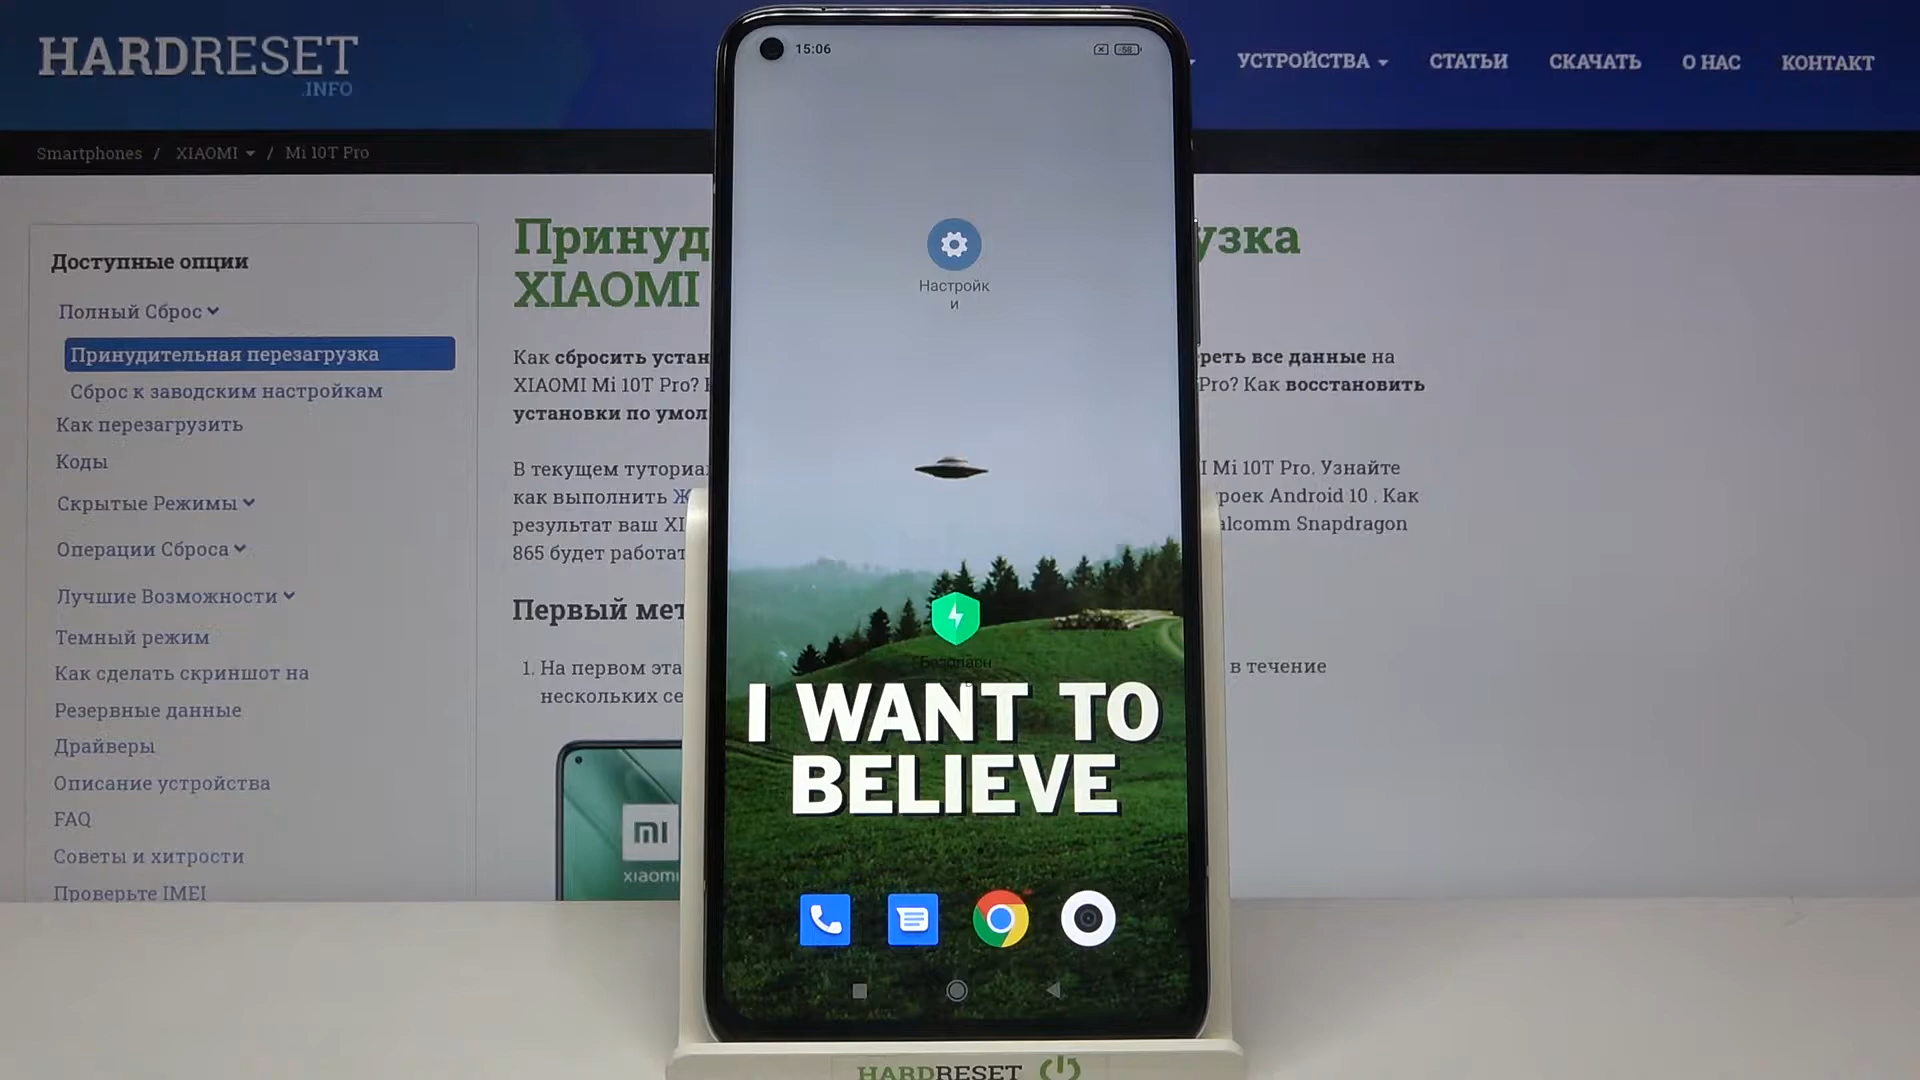 HARDRESET
.INFO
УСТРОЙСТВА
СТАТЬИ
СКАЧАТЬ
О НАС
КОНТАКТ
Smartphones / XIAOMI / Mi 10T Pro
Доступные опции
Полный Сброс
Принудительная перезагрузка
Сброс к заводским настройкам
Как перезагрузить
Коды
Скрытые Режимы
Операции Сброса
Лучшие Возможности
Темный режим
Как сделать скриншот на
Резервные данные
Драйверы
Описание устройства
FAQ
Советы и хитрости
Проверьте IMEI
Принуд
узка
XIAOMI
Как сбросить устан
реть все данные на
XIAOMI Mi 10T Pro?
Pro? Как восстановить
установки по умол
В текущем туториа
I Mi 10T Pro. Узнайте
как выполнить Ж
роек Android 10 . Как
результат ваш XI
alcomm Snapdragon
865 будет работат
Первый мет
1. На первом эта
в течение
нескольких се
MI
xiaomi
15:06
58
Настройк
и
Безопасн
I WANT TO
BELIEVE
HARDRESET